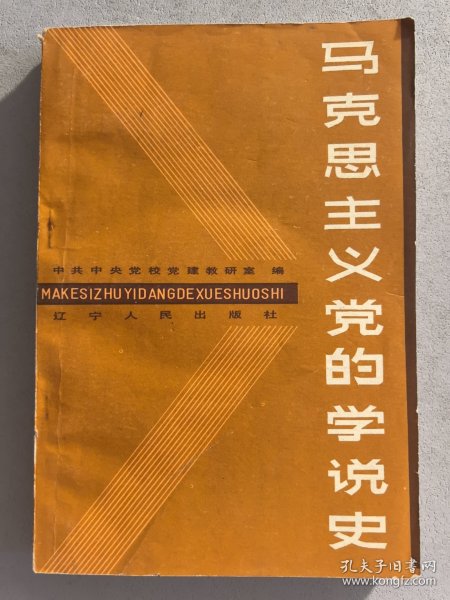 马克思主义党的学说史
中共中央党校党建教研室 编
MAKESIZHUYIDANGDEXUESHUOSHI
辽宁人民出版社
孔夫子旧书网
www.kongfz.com